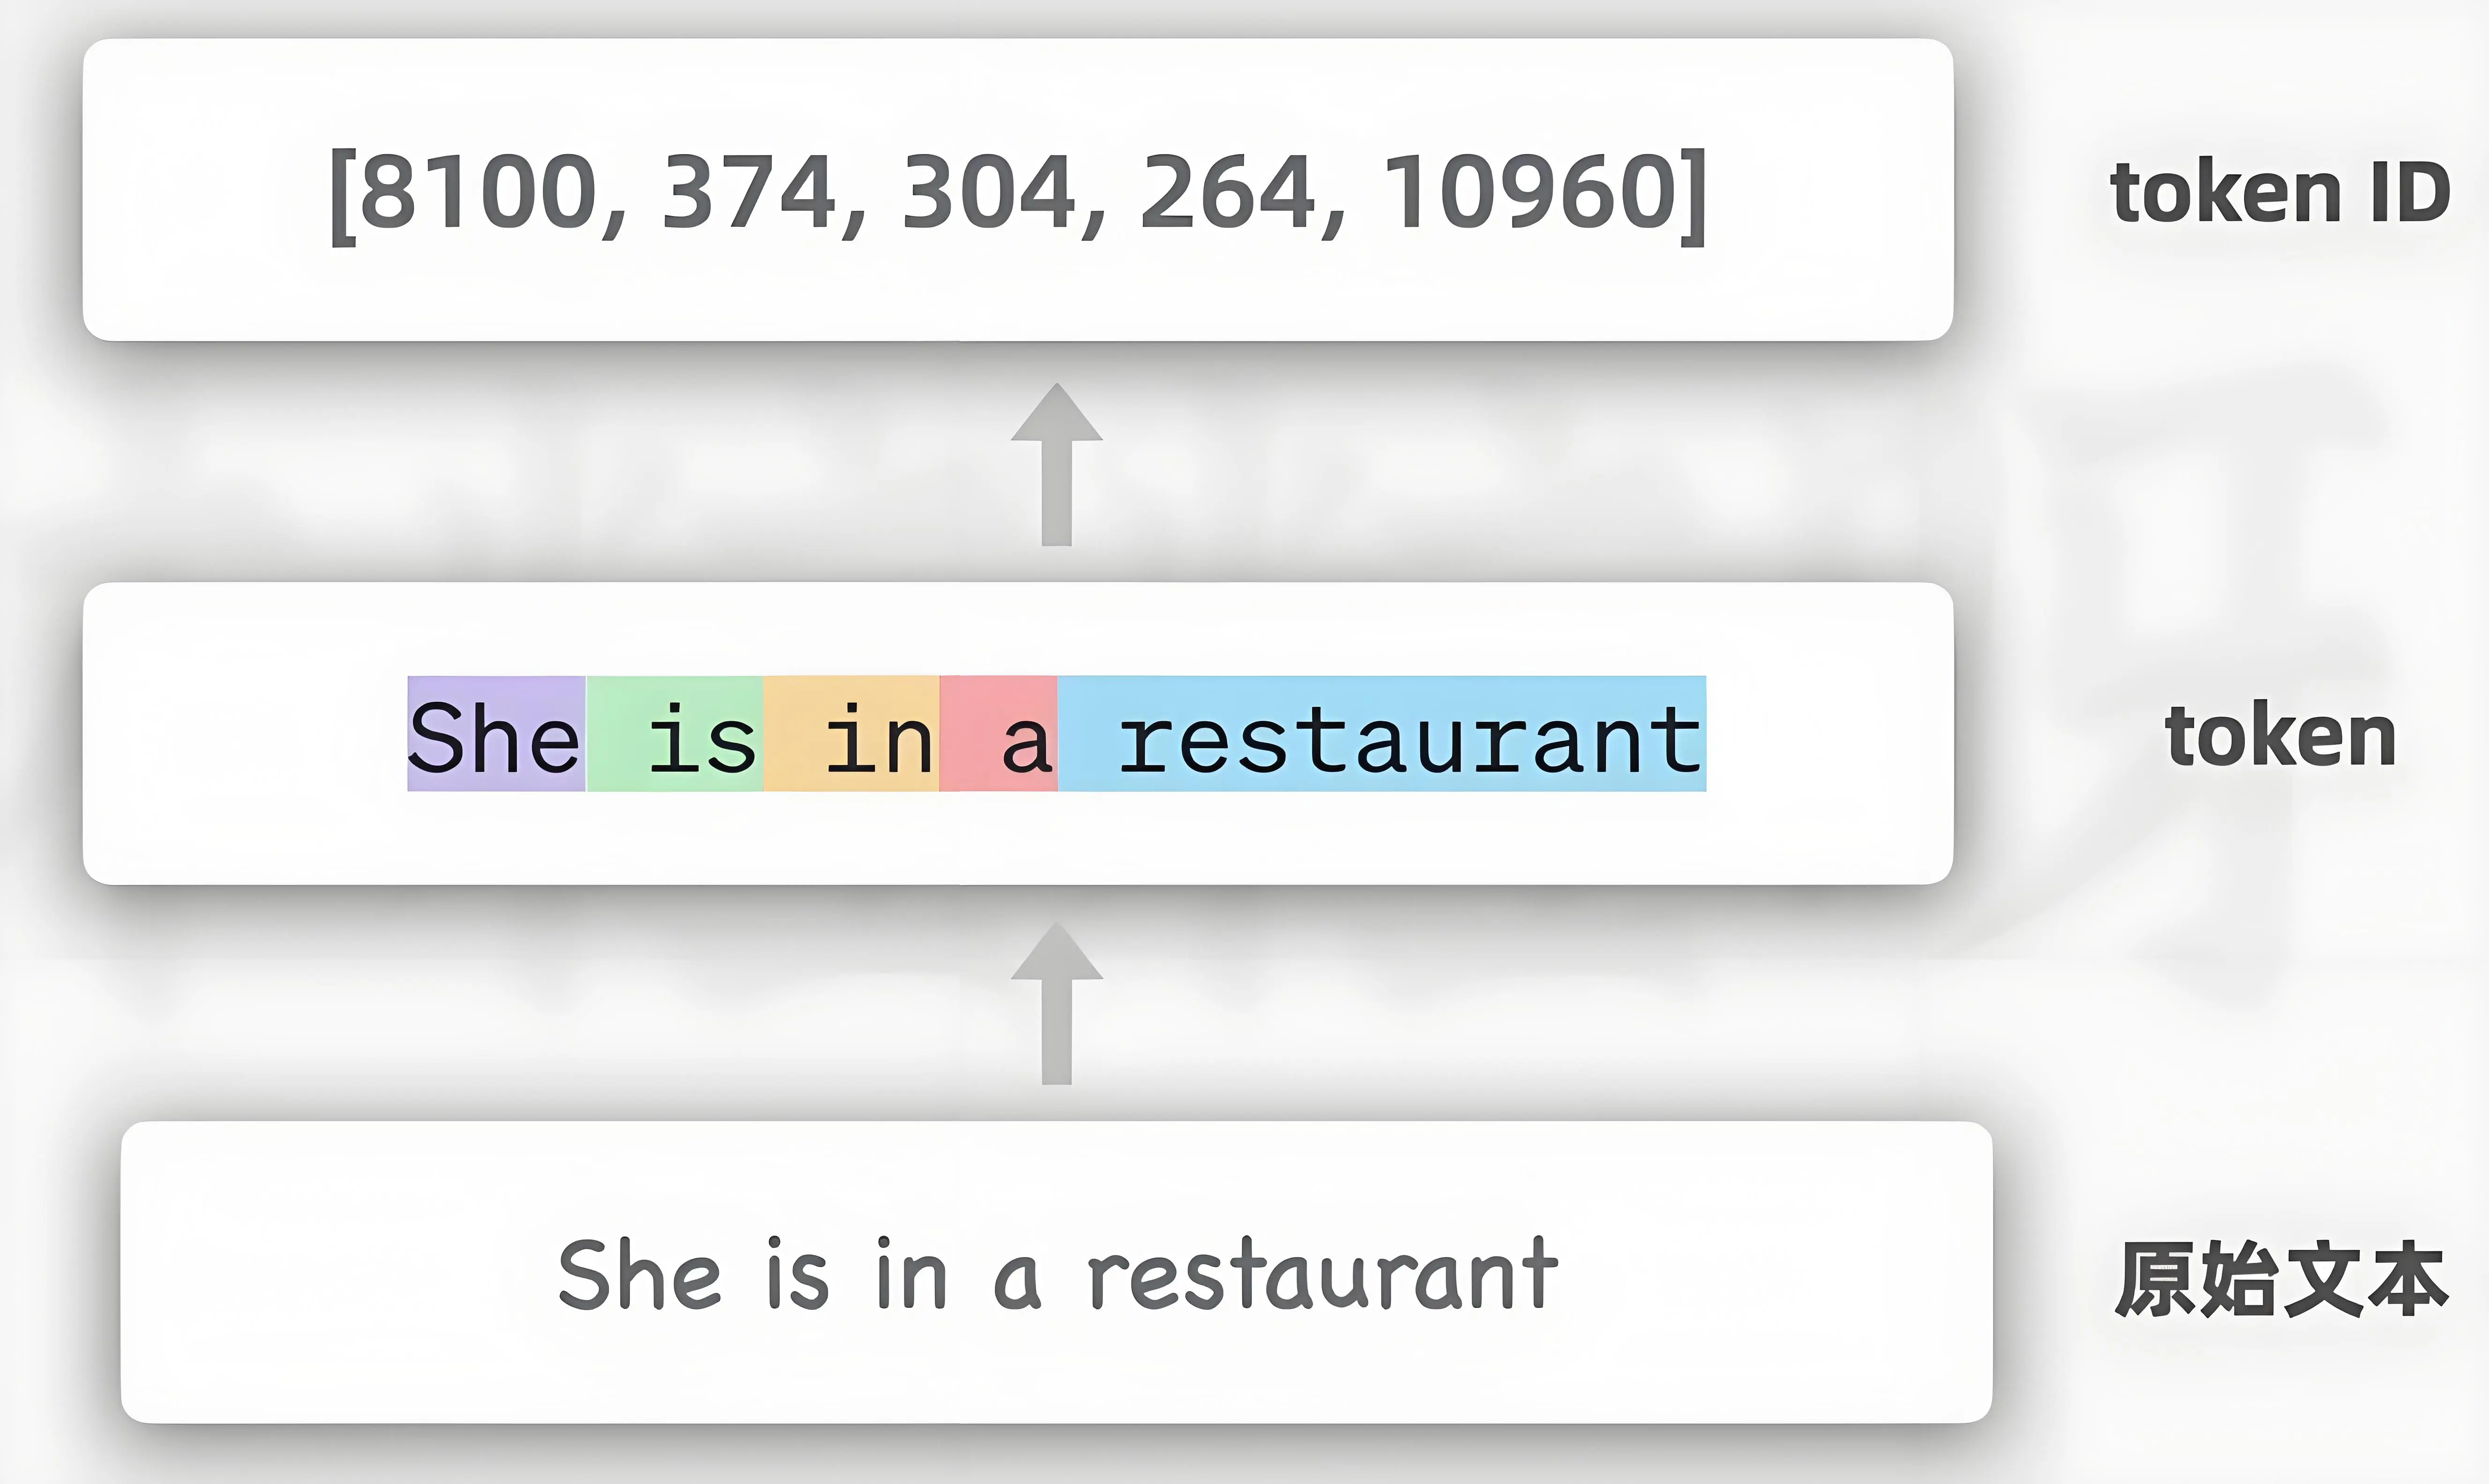 [8100, 374, 304, 264, 10960]
token ID
She is in a restaurant
token
She is in a restaurant
原始文本